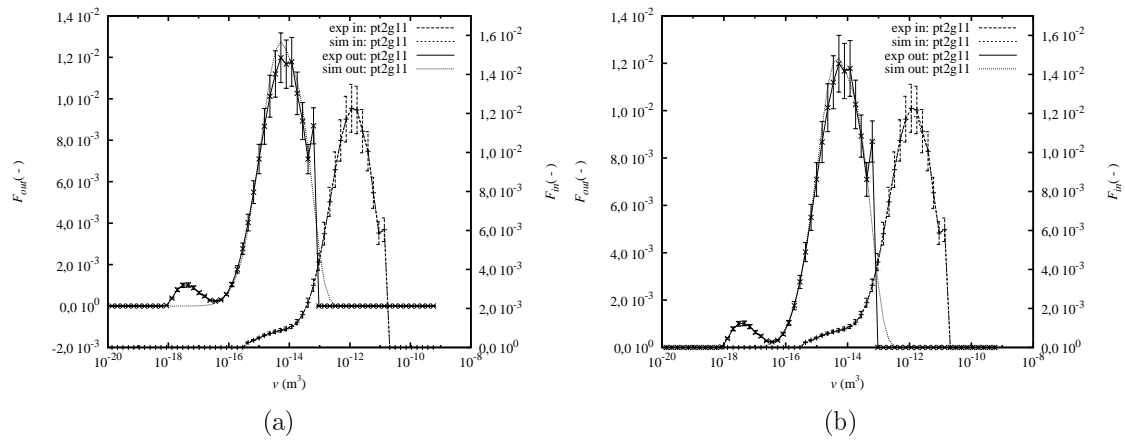 1,4 10⁻²
1,2 10⁻²
1,0 10⁻²
8,0 10⁻³
6,0 10⁻³
4,0 10⁻³
2,0 10⁻³
0,0 10⁰
-2,0 10⁻³
F_out(-)
10⁻²⁰ 10⁻¹⁸ 10⁻¹⁶ 10⁻¹⁴ 10⁻¹² 10⁻¹⁰ 10⁻⁸
v (m³)
exp in: pt2g11
sim in: pt2g11
exp out: pt2g11
sim out: pt2g11
1,6 10⁻²
1,4 10⁻²
1,2 10⁻²
1,0 10⁻²
8,0 10⁻³
6,0 10⁻³
4,0 10⁻³
2,0 10⁻³
0,0 10⁰
F_in(-)
(a)
1,4 10⁻²
1,2 10⁻²
1,0 10⁻²
8,0 10⁻³
6,0 10⁻³
4,0 10⁻³
2,0 10⁻³
0,0 10⁰
F_out(-)
10⁻²⁰ 10⁻¹⁸ 10⁻¹⁶ 10⁻¹⁴ 10⁻¹² 10⁻¹⁰ 10⁻⁸
v (m³)
exp in: pt2g11
sim in: pt2g11
exp out: pt2g11
sim out: pt2g11
1,6 10⁻²
1,4 10⁻²
1,2 10⁻²
1,0 10⁻²
8,0 10⁻³
6,0 10⁻³
4,0 10⁻³
2,0 10⁻³
0,0 10⁰
F_in(-)
(b)